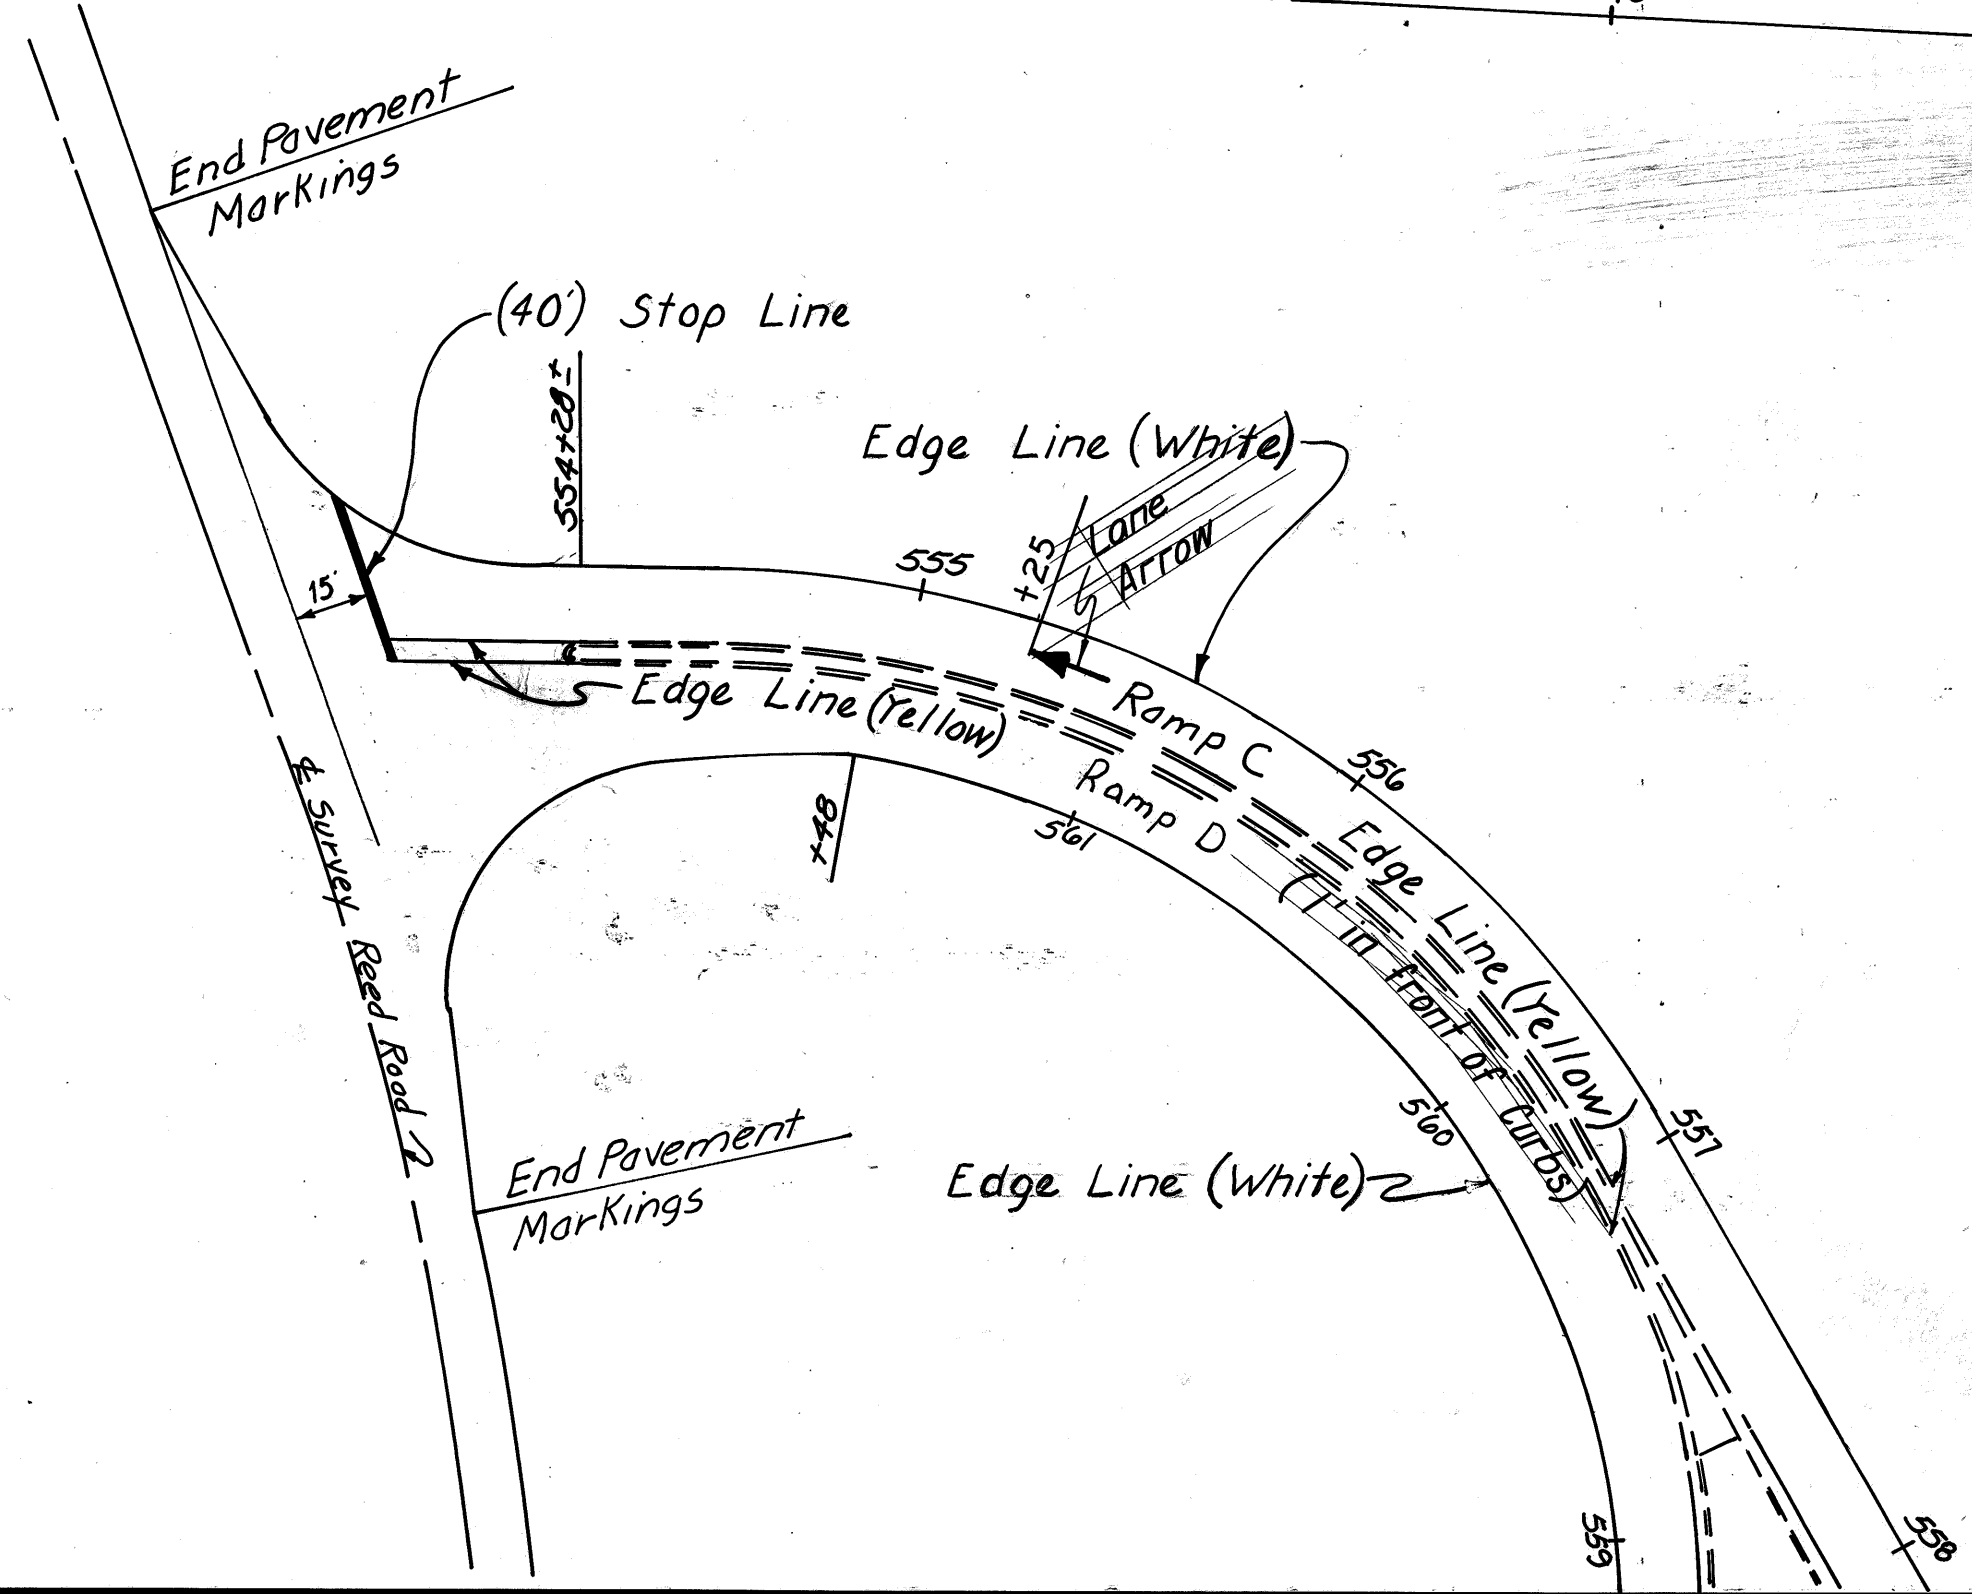 End Pavement
Markings
(40') Stop Line
554+28±
Edge Line (White)
Lane
Arrow
+25
555
15'
Edge Line (Yellow)
Ramp C
Ramp D
556
561
+48
Edge Line (Yellow)
(1' in front of Curbs)
℄ Survey Reed Road
557
560
End Pavement
Markings
Edge Line (White)
559
558